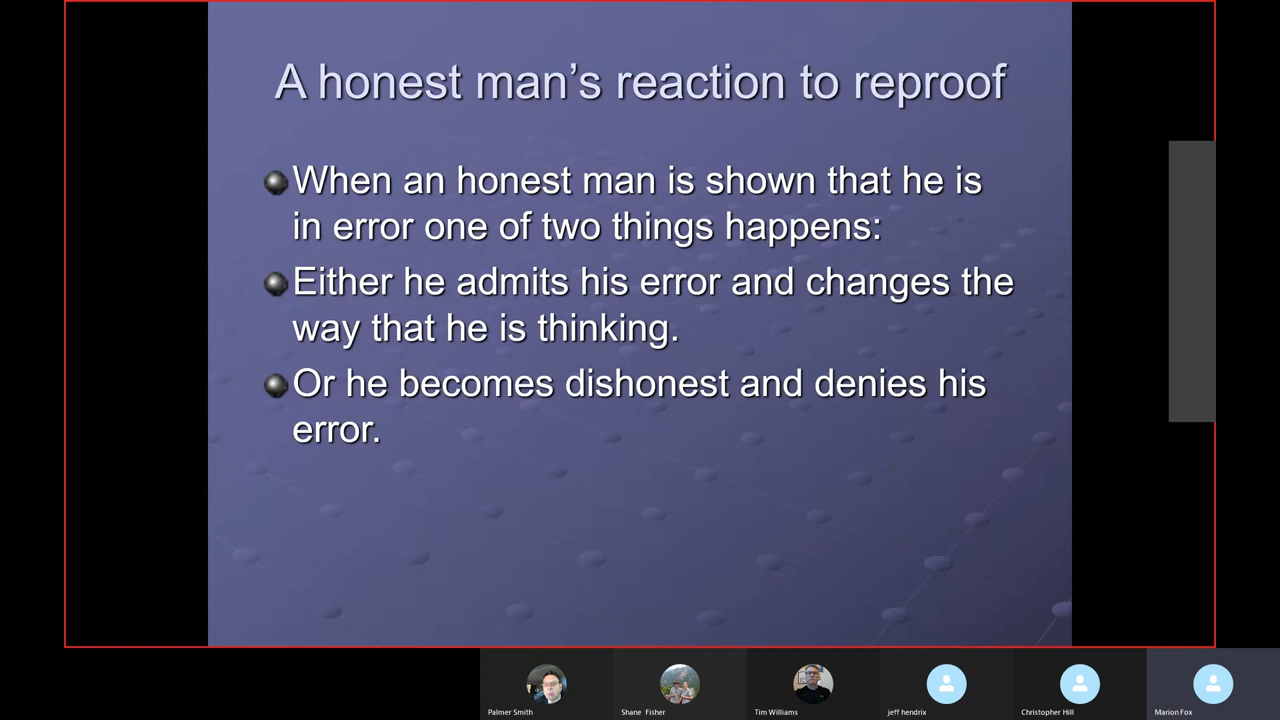 A honest man’s reaction to reproof
When an honest man is shown that he is
in error one of two things happens:
Either he admits his error and changes the
way that he is thinking.
Or he becomes dishonest and denies his
error.
Palmer Smith
Shane Fisher
Tim Williams
jeff hendrix
Christopher Hill
Marion Fox